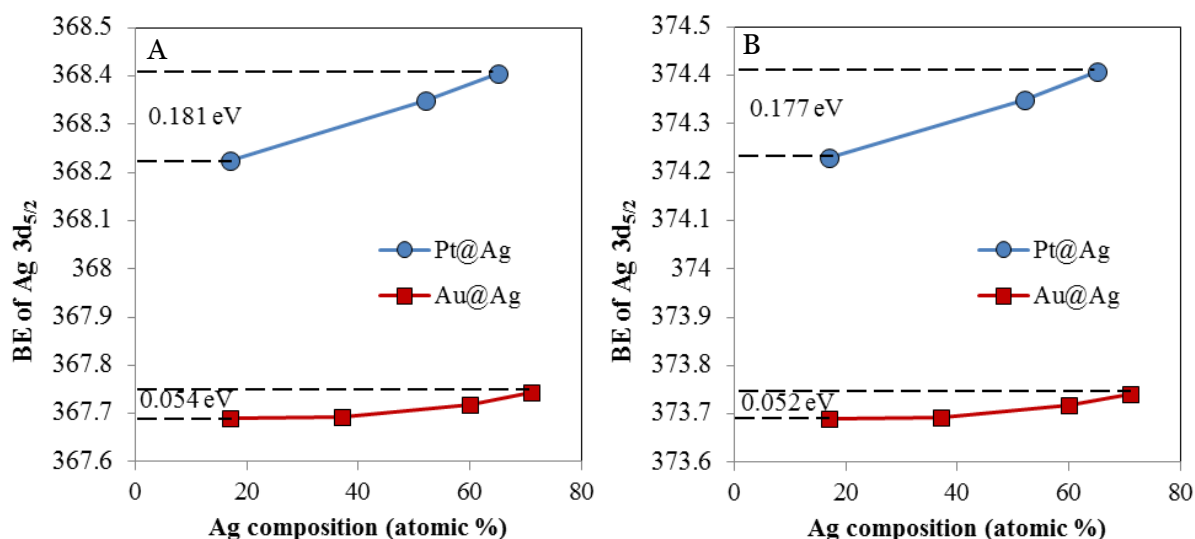 A
368.5
368.4
368.3
368.2
368.1
368
367.9
367.8
367.7
367.6
0.181 eV
0.054 eV
Pt@Ag
Au@Ag
BE of Ag 3d5/2
0 20 40 60 80
Ag composition (atomic %)
B
374.5
374.4
374.3
374.2
374.1
374
373.9
373.8
373.7
373.6
0.177 eV
0.052 eV
Pt@Ag
Au@Ag
BE of Ag 3d5/2
0 20 40 60 80
Ag composition (atomic %)